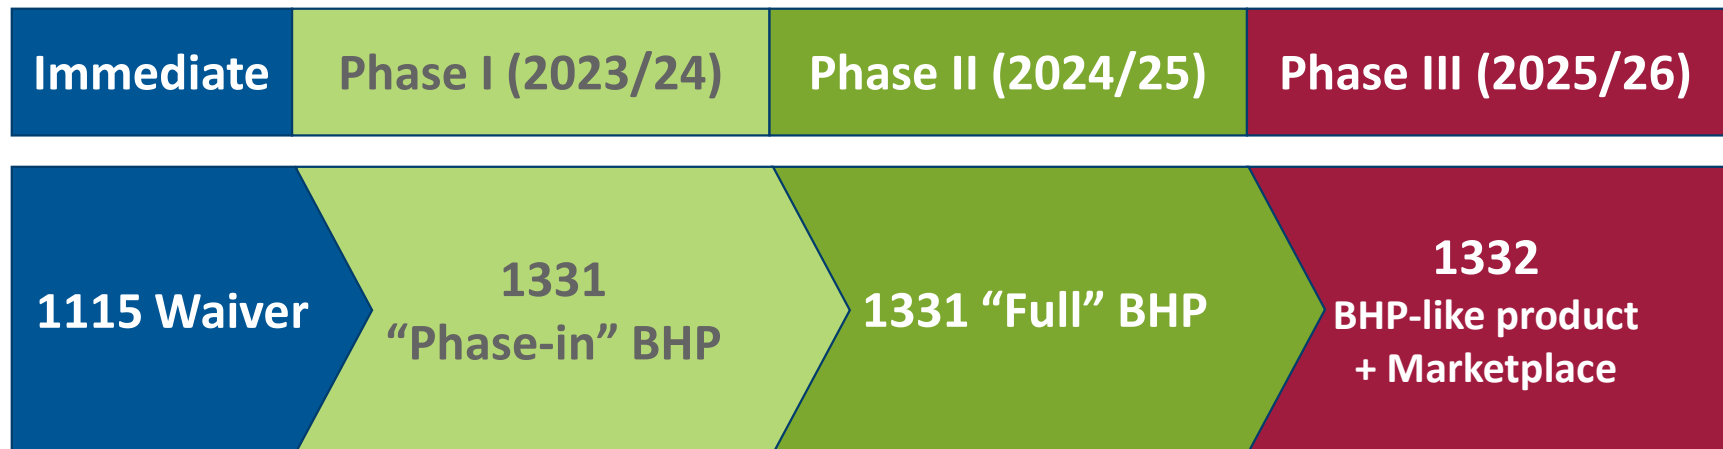 Immediate
Phase I (2023/24)
Phase II (2024/25)
Phase III (2025/26)
1115 Waiver
1331
“Phase-in” BHP
1331 “Full” BHP
1332
BHP-like product
+ Marketplace